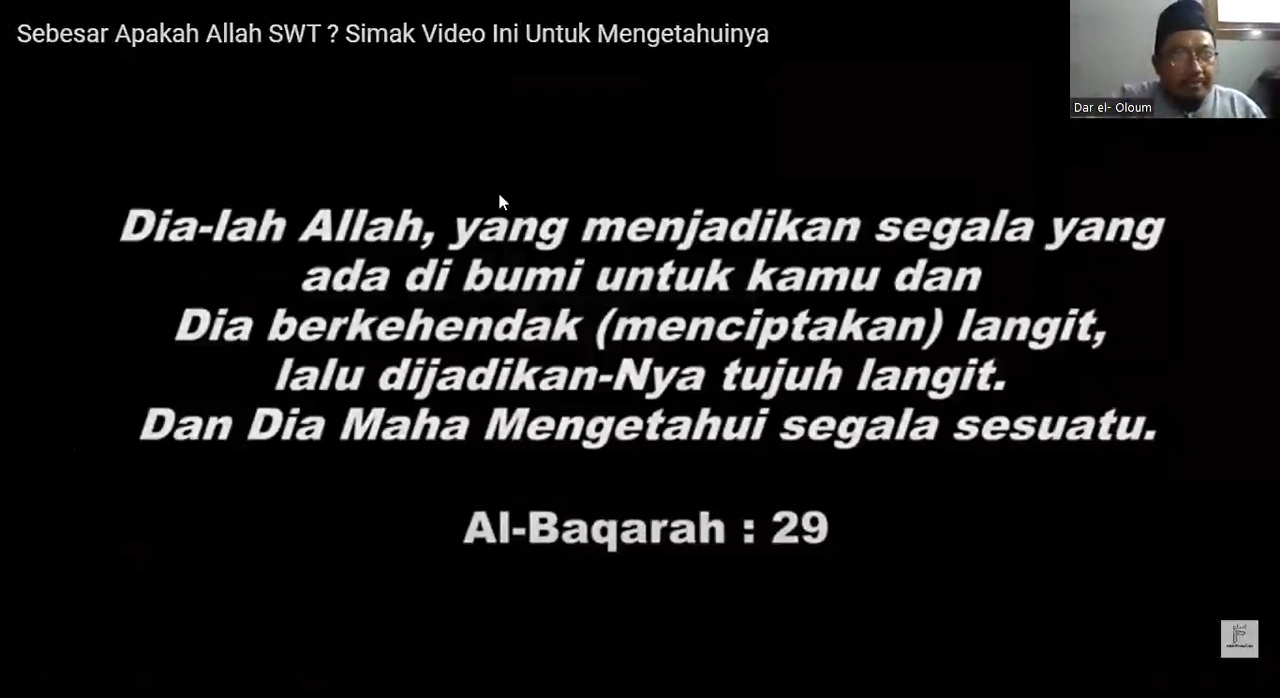 Sebesar Apakah Allah SWT ? Simak Video Ini Untuk Mengetahuinya
Dar el- Oloum
Dia-lah Allah, yang menjadikan segala yang
ada di bumi untuk kamu dan
Dia berkehendak (menciptakan) langit,
lalu dijadikan-Nya tujuh langit.
Dan Dia Maha Mengetahui segala sesuatu.
Al-Baqarah : 29